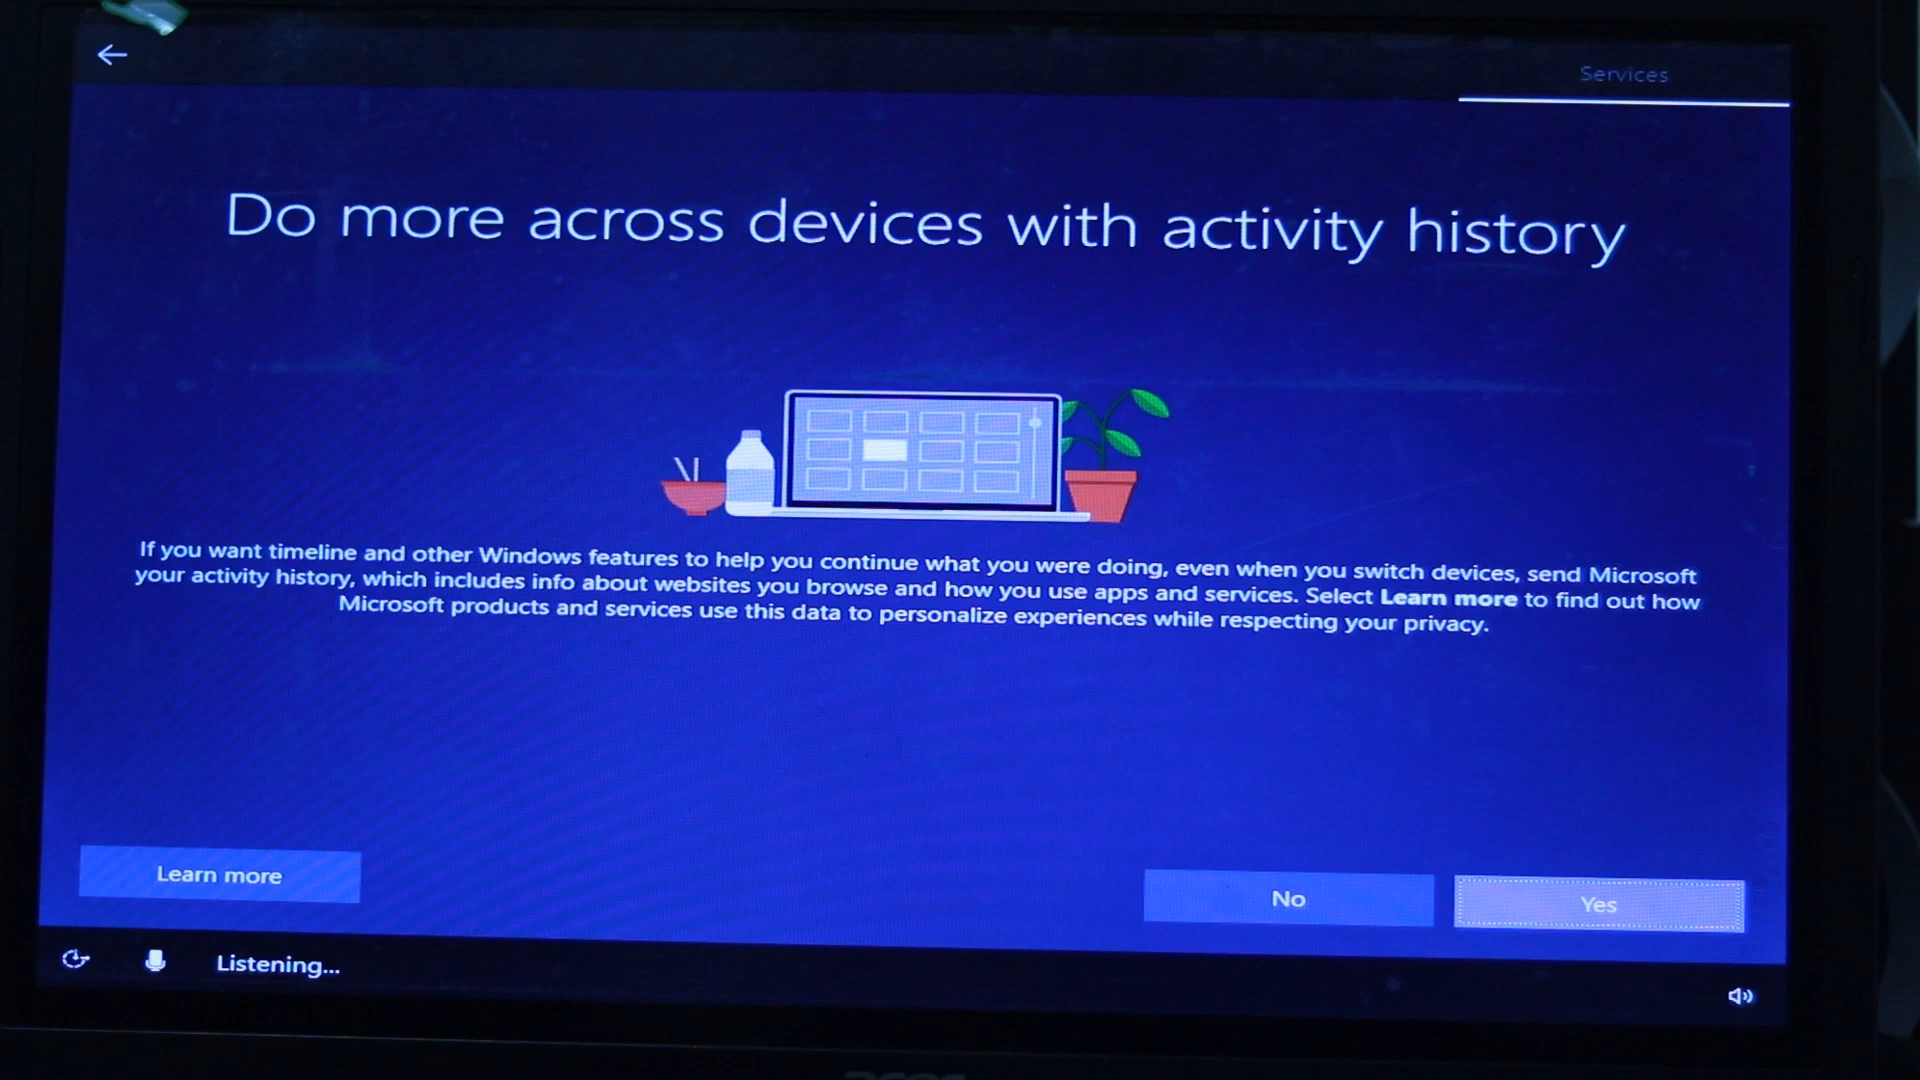 Services
Do more across devices with activity history
If you want timeline and other Windows features to help you continue what you were doing, even when you switch devices, send Microsoft
your activity history, which includes info about websites you browse and how you use apps and services. Select Learn more to find out how
Microsoft products and services use this data to personalize experiences while respecting your privacy.
Learn more
No
Yes
Listening...